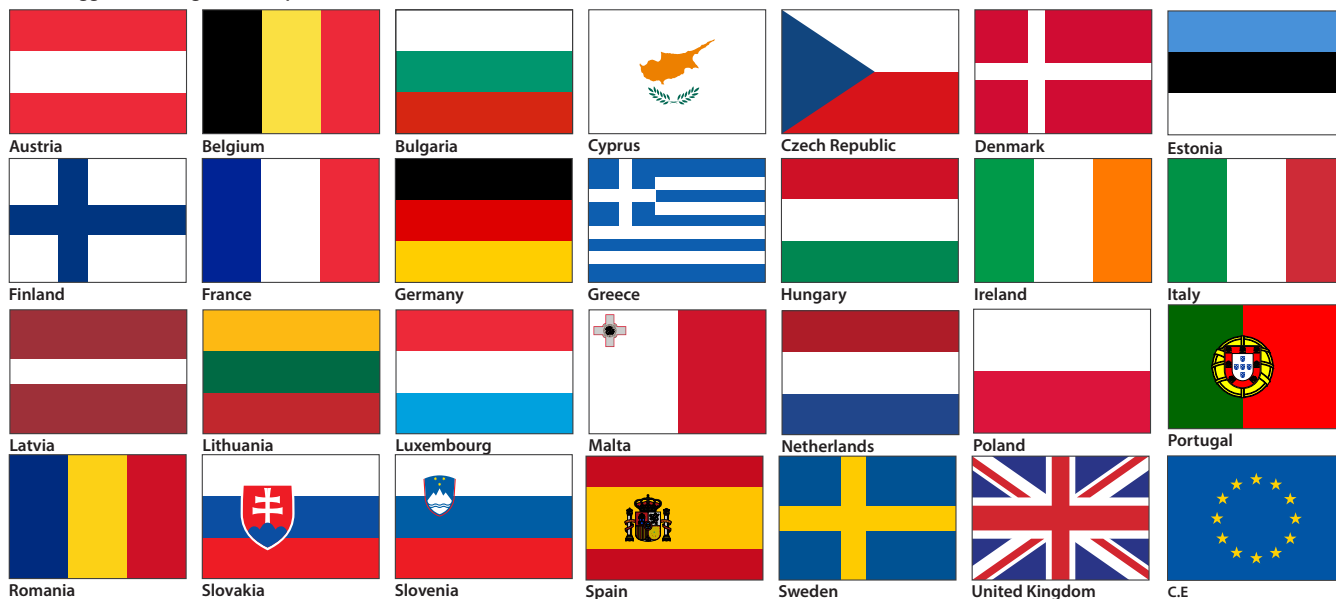 Austria Belgium Bulgaria Cyprus Czech Republic Denmark Estonia
Finland France Germany Greece Hungary Ireland Italy
Latvia Lithuania Luxembourg Malta Netherlands Poland Portugal
Romania Slovakia Slovenia Spain Sweden United Kingdom C.E